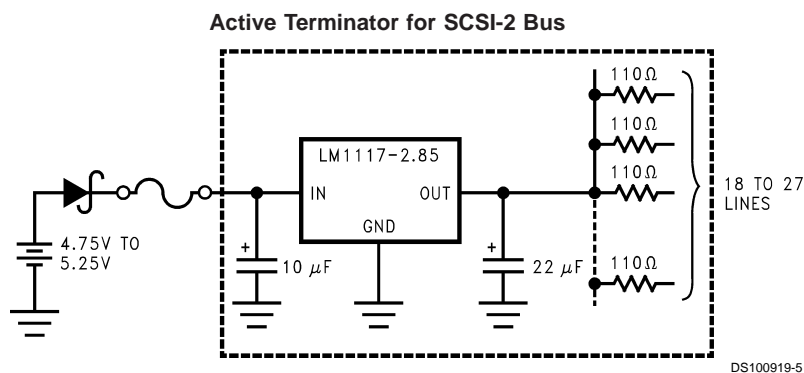 Active Terminator for SCSI-2 Bus
110Ω
110Ω
LM1117-2.85
110Ω
IN
OUT
18 TO 27
LINES
GND
4.75V TO
5.25V
+
10 μF
+
22 μF
110Ω
DS100919-5